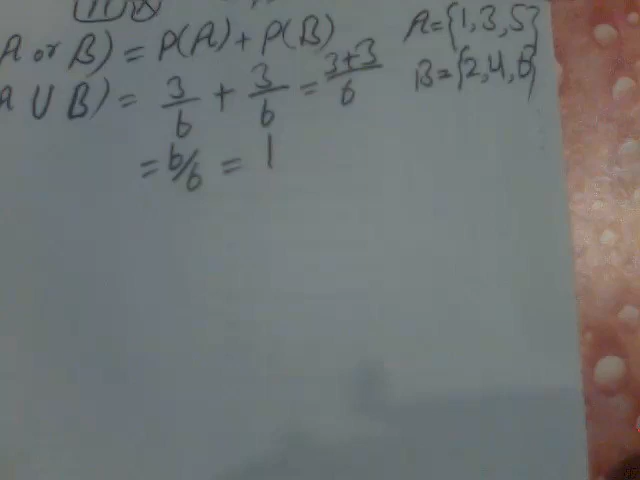 A or B) = P(A) + P(B)
A ∪ B) = 3/6 + 3/6 = 3+3/6
= 6/6 = 1
A = {1, 3, 5}
B = {2, 4, 6}